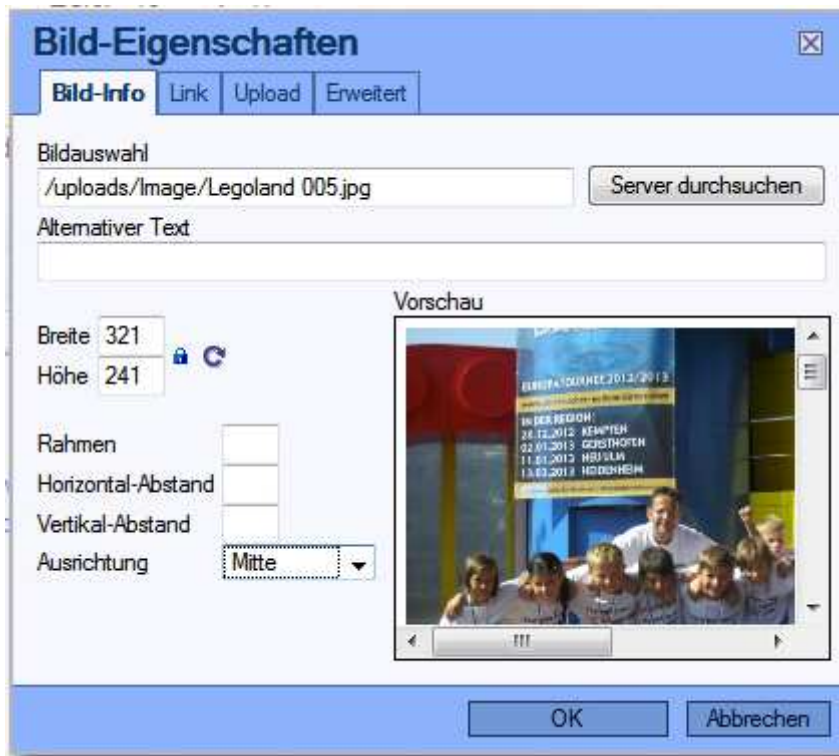 Bild-Eigenschaften
Bild-Info Link Upload Erweitert
Bildauswahl
/uploads/Image/Legoland 005.jpg Server durchsuchen
Alternativer Text
Vorschau
Breite 321
Höhe 241
Rahmen
Horizontal-Abstand
Vertikal-Abstand
Ausrichtung Mitte
EUROPATOURNEE 2012/2013
IN DER REGION:
28.12.2012 KEMPTEN
02.01.2013 GERSTHOFEN
11.01.2013 NEU ULM
13.03.2013 HEIDENHEIM
OK Abbrechen